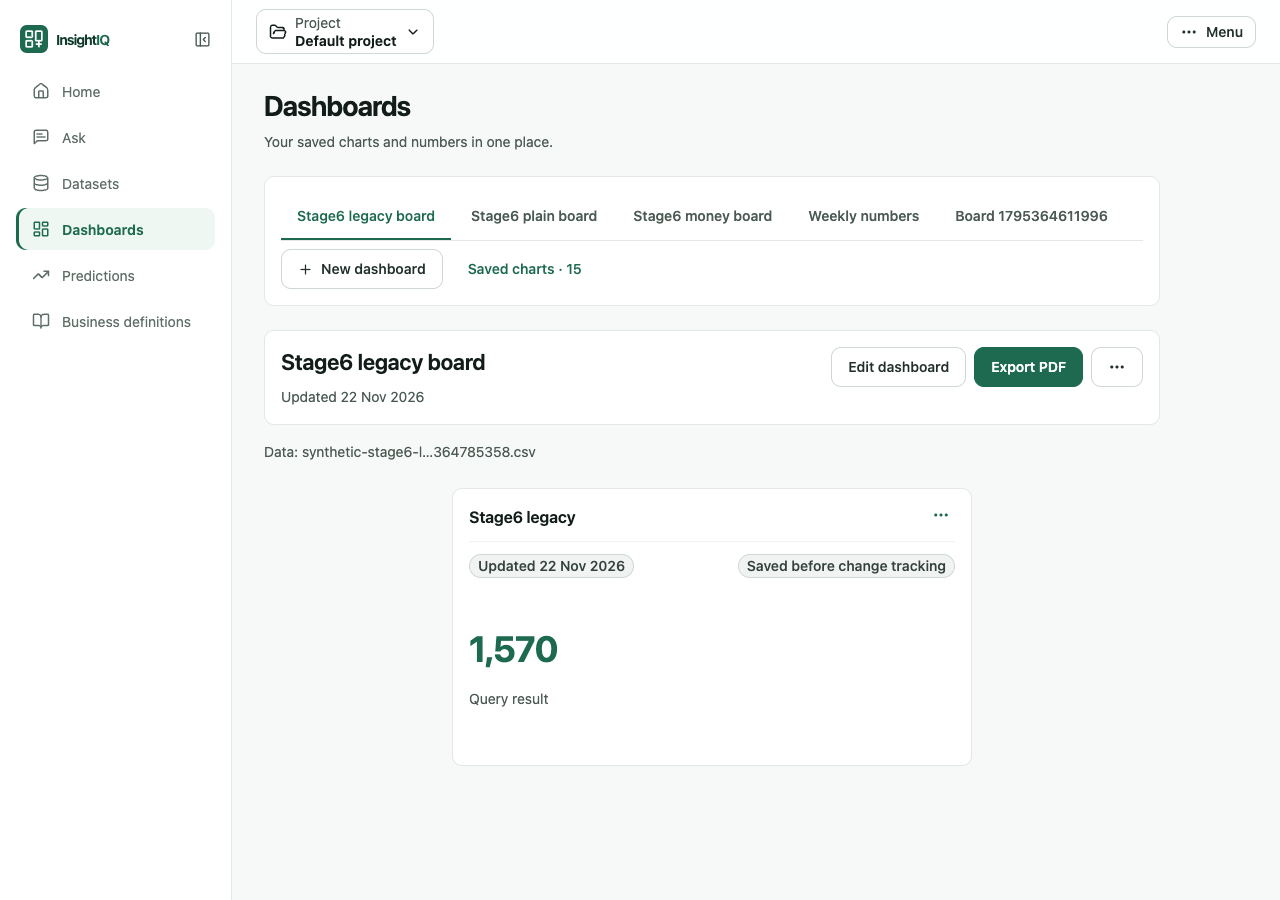 InsightIQ
Project
Default project
Menu
Home
Ask
Datasets
Dashboards
Predictions
Business definitions
Dashboards
Your saved charts and numbers in one place.
Stage6 legacy board
Stage6 plain board
Stage6 money board
Weekly numbers
Board 1795364611996
New dashboard
Saved charts · 15
Stage6 legacy board
Edit dashboard
Export PDF
Updated 22 Nov 2026
Data: synthetic-stage6-l…364785358.csv
Stage6 legacy
Updated 22 Nov 2026
Saved before change tracking
1,570
Query result